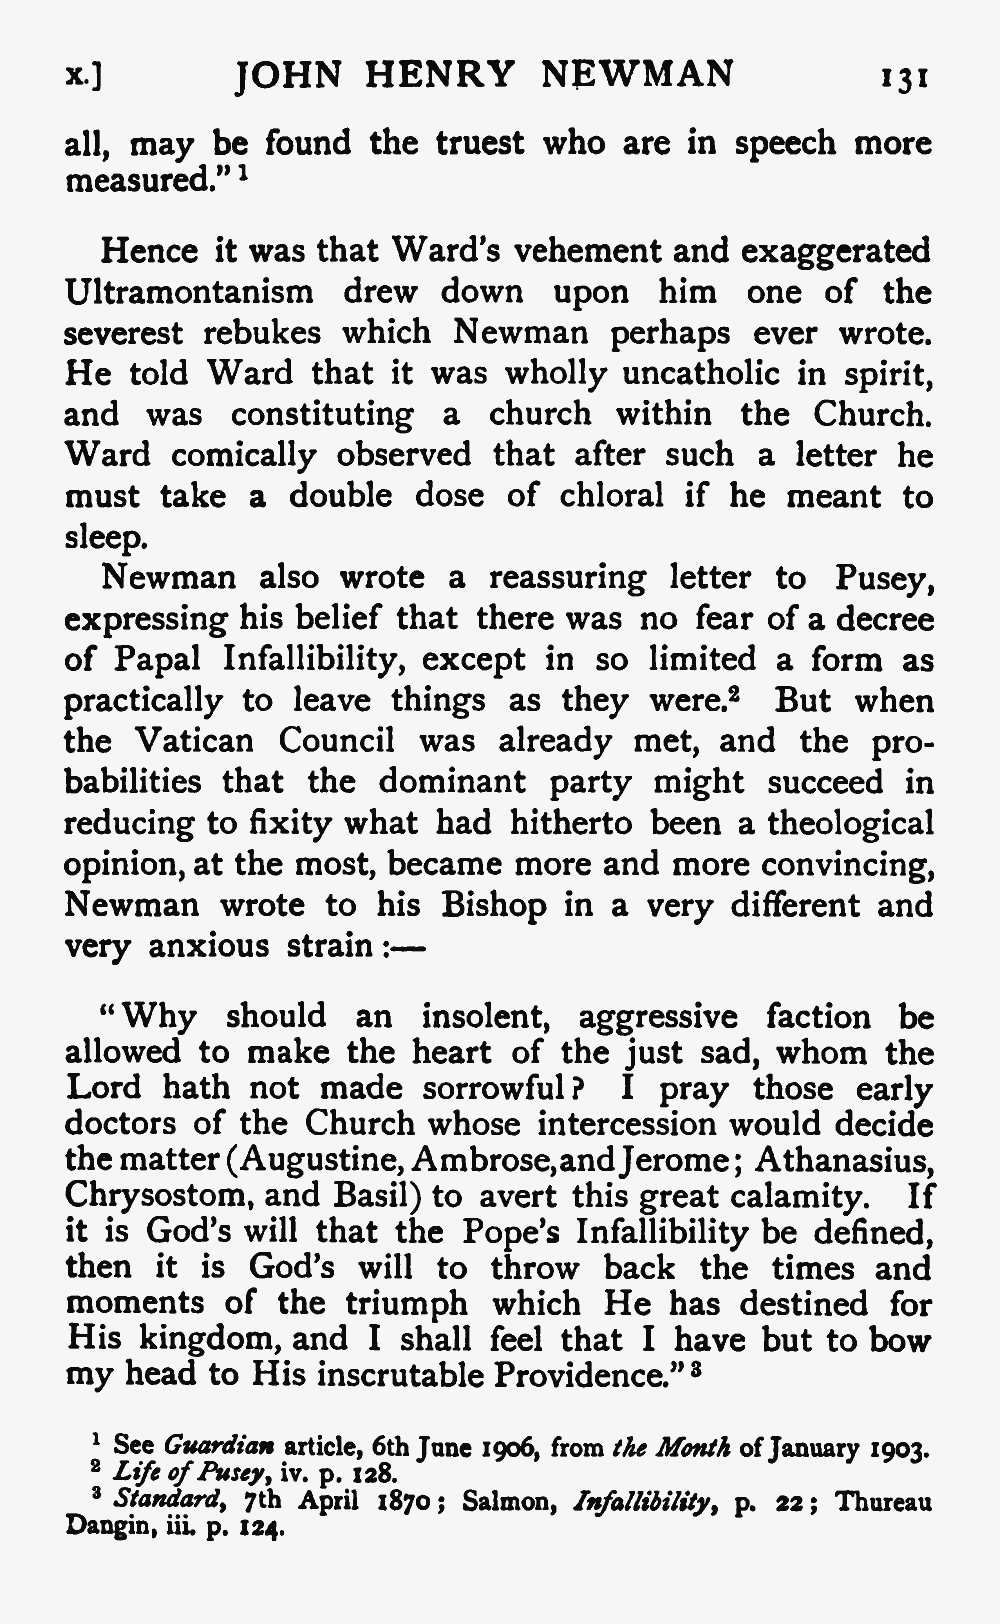 x.] JOHN HENRY NEWMAN 131
all, may be found the truest who are in speech more
measured.” ¹
Hence it was that Ward’s vehement and exaggerated
Ultramontanism drew down upon him one of the
severest rebukes which Newman perhaps ever wrote.
He told Ward that it was wholly uncatholic in spirit,
and was constituting a church within the Church.
Ward comically observed that after such a letter he
must take a double dose of chloral if he meant to
sleep.
Newman also wrote a reassuring letter to Pusey,
expressing his belief that there was no fear of a decree
of Papal Infallibility, except in so limited a form as
practically to leave things as they were.² But when
the Vatican Council was already met, and the pro-
babilities that the dominant party might succeed in
reducing to fixity what had hitherto been a theological
opinion, at the most, became more and more convincing,
Newman wrote to his Bishop in a very different and
very anxious strain :—
“Why should an insolent, aggressive faction be
allowed to make the heart of the just sad, whom the
Lord hath not made sorrowful? I pray those early
doctors of the Church whose intercession would decide
the matter (Augustine, Ambrose, and Jerome; Athanasius,
Chrysostom, and Basil) to avert this great calamity. If
it is God’s will that the Pope’s Infallibility be defined,
then it is God’s will to throw back the times and
moments of the triumph which He has destined for
His kingdom, and I shall feel that I have but to bow
my head to His inscrutable Providence.” ³
¹ See Guardian article, 6th June 1906, from the Month of January 1903.
² Life of Pusey, iv. p. 128.
³ Standard, 7th April 1870; Salmon, Infallibility, p. 22; Thureau
Dangin, iii. p. 124.